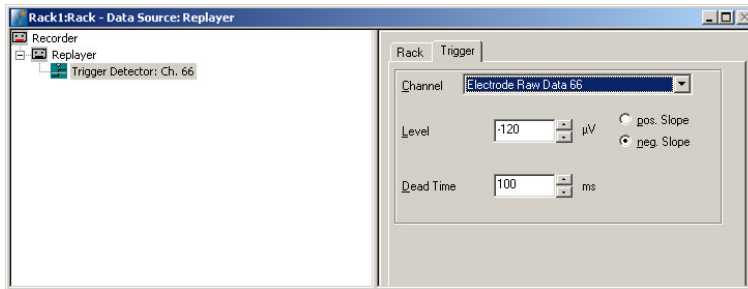 Rack1:Rack - Data Source: Replayer
Recorder
Replayer
Trigger Detector: Ch. 66
Rack Trigger
Channel Electrode Raw Data 66
Level -120 µV pos. Slope
neg. Slope
Dead Time 100 ms